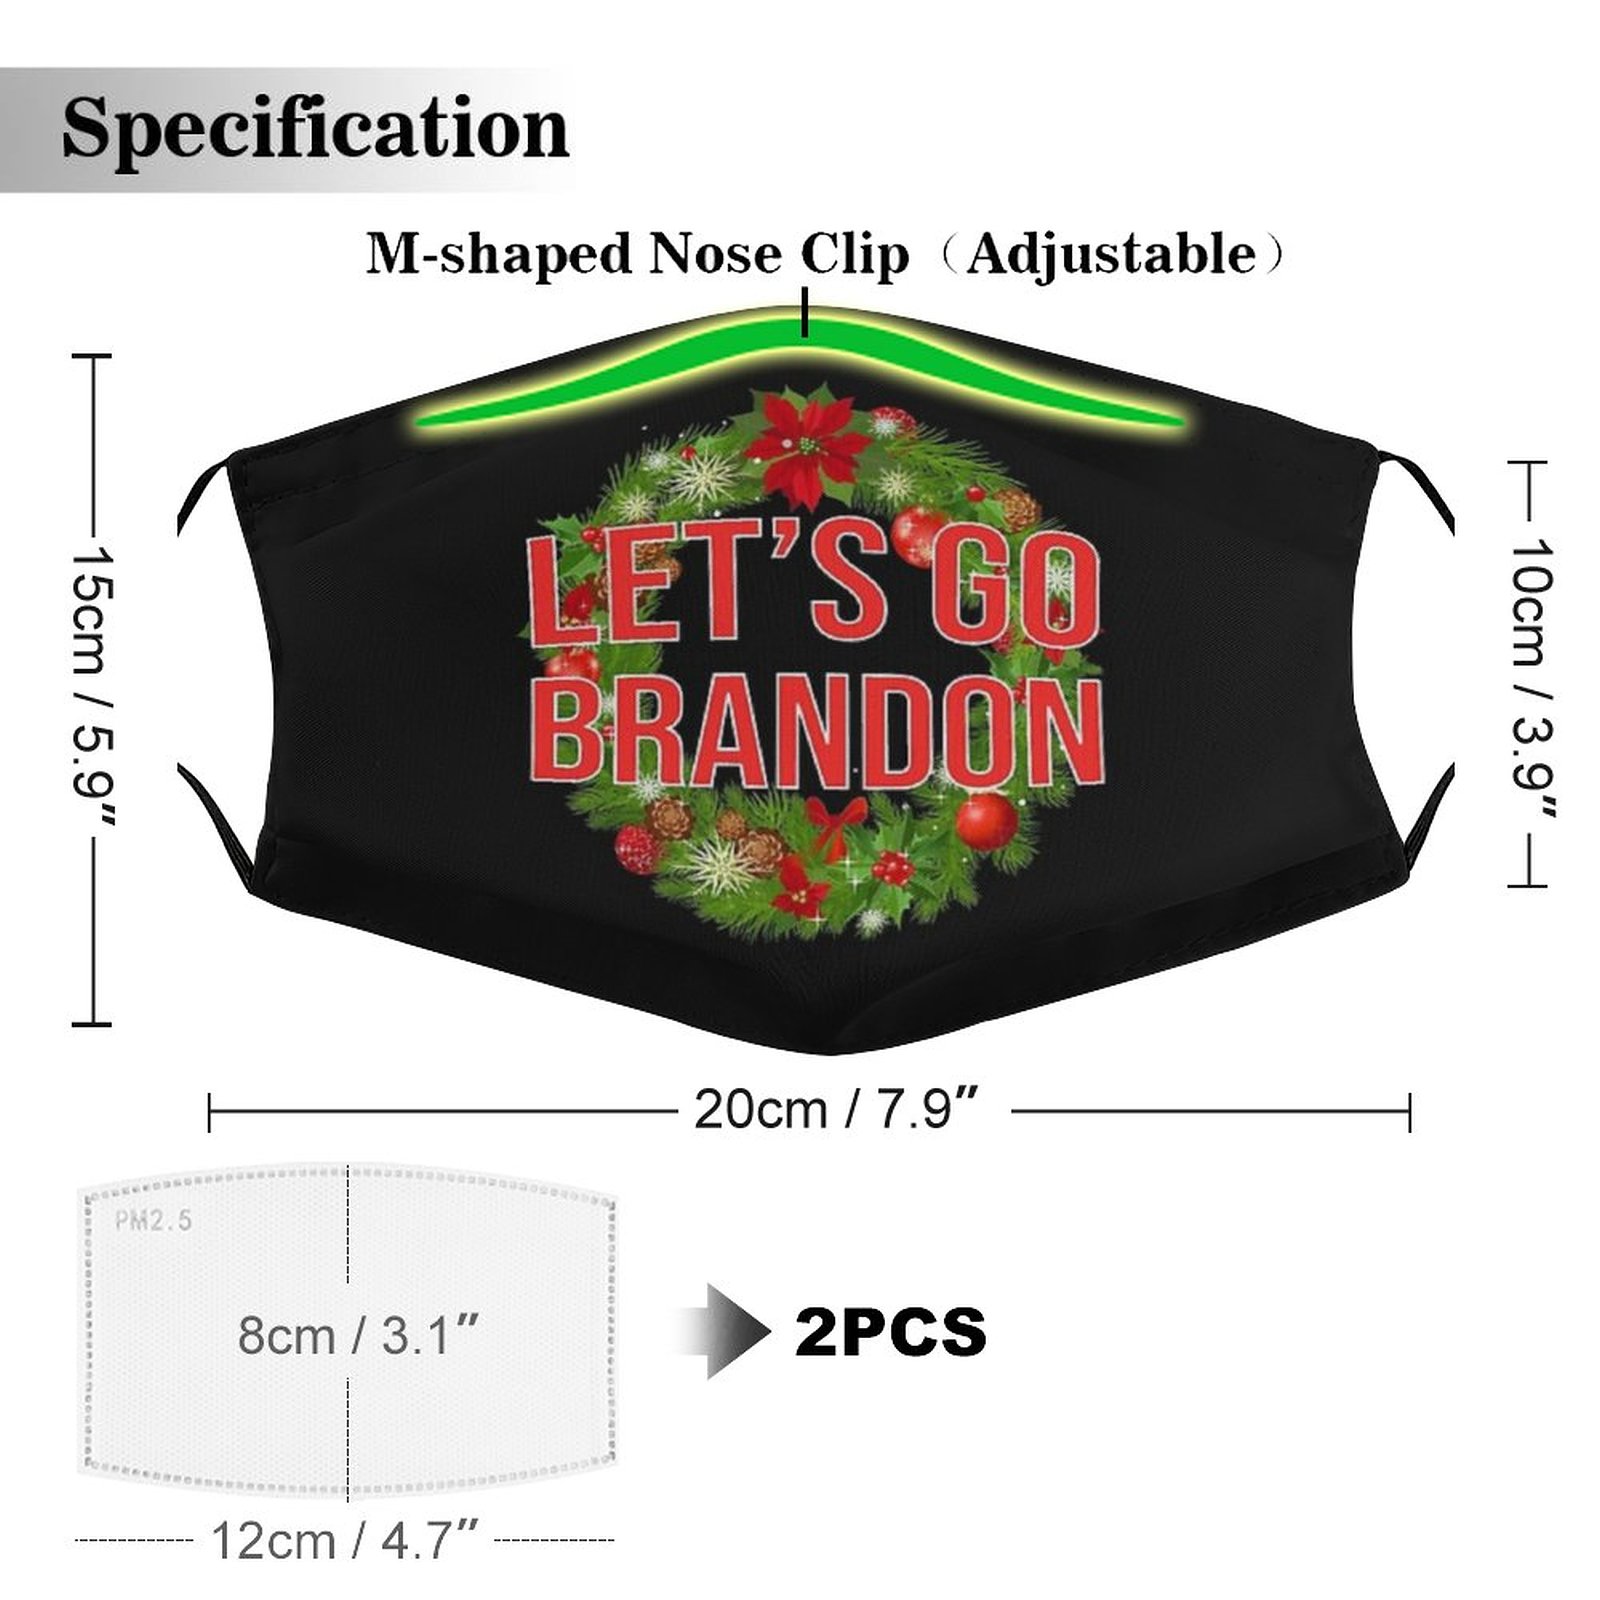 Specification
M-shaped Nose Clip（Adjustable）
15cm / 5.9″
LET'S GO
BRANDON
10cm / 3.9″
20cm / 7.9″
PM2.5
8cm / 3.1″
2PCS
12cm / 4.7″